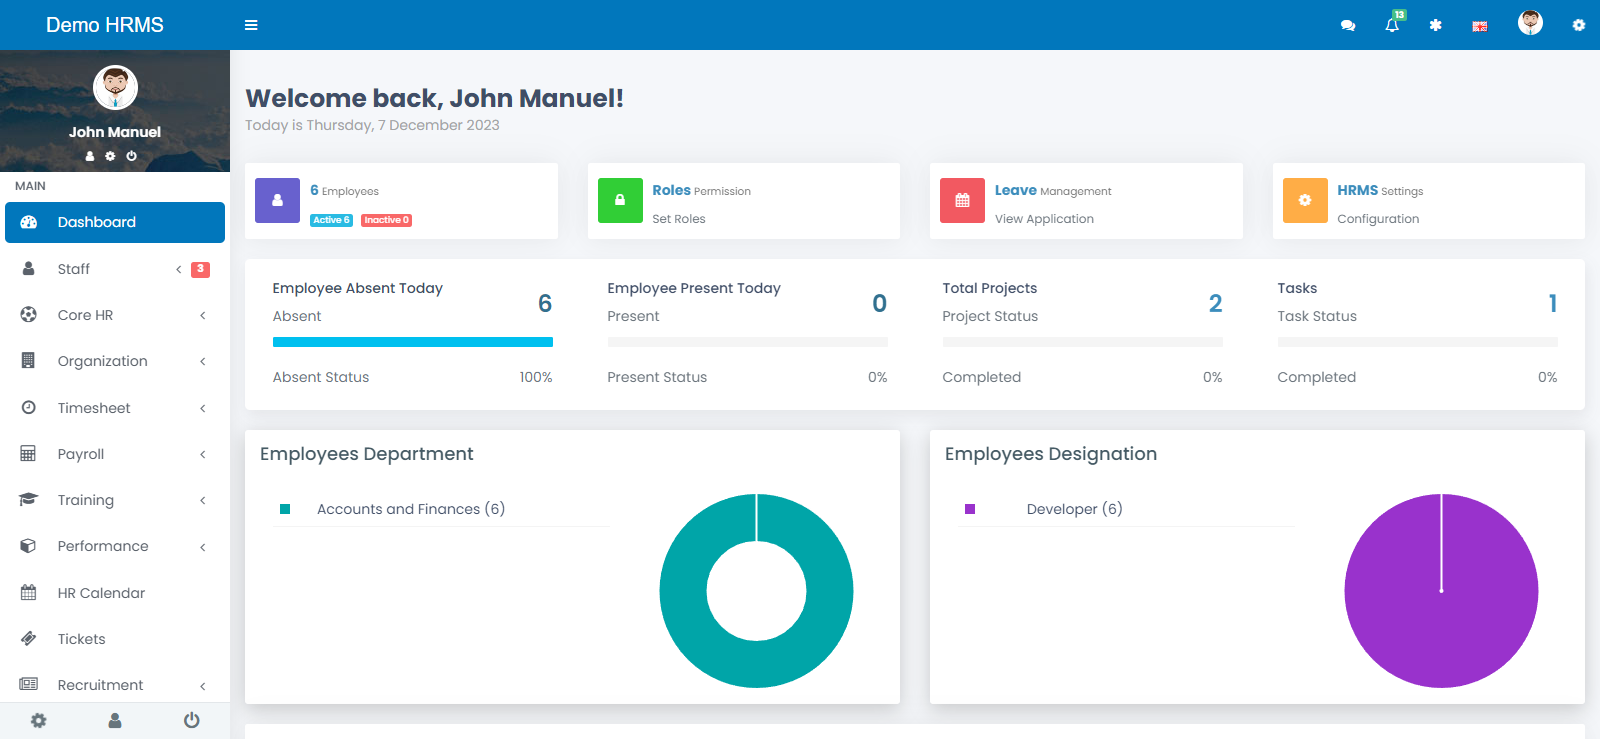 Demo HRMS
13
John Manuel
MAIN
Dashboard
Staff
3
Core HR
Organization
Timesheet
Payroll
Training
Performance
HR Calendar
Tickets
Recruitment
Welcome back, John Manuel!
Today is Thursday, 7 December 2023
6 Employees
Active 6 Inactive 0
Roles Permission
Set Roles
Leave Management
View Application
HRMS Settings
Configuration
Employee Absent Today
6
Absent
Absent Status 100%
Employee Present Today
0
Present
Present Status 0%
Total Projects
2
Project Status
Completed 0%
Tasks
1
Task Status
Completed 0%
Employees Department
Accounts and Finances (6)
Employees Designation
Developer (6)